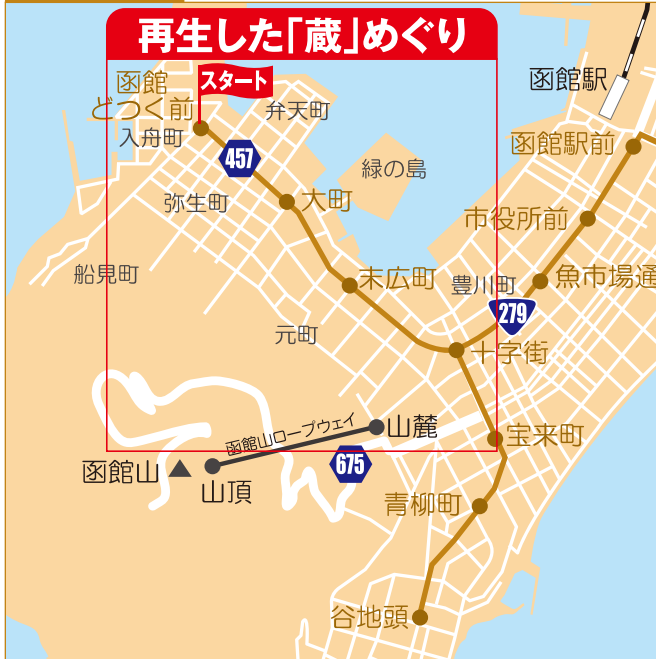 再生した「蔵」めぐり
函館駅
函館
どつく前
スタート
弁天町
入舟町
函館駅前
457
緑の島
弥生町
大町
市役所前
船見町
末広町
豊川町
魚市場通
279
元町
十字街
函館山ロープウェイ
山麓
宝来町
函館山
675
山頂
青柳町
谷地頭